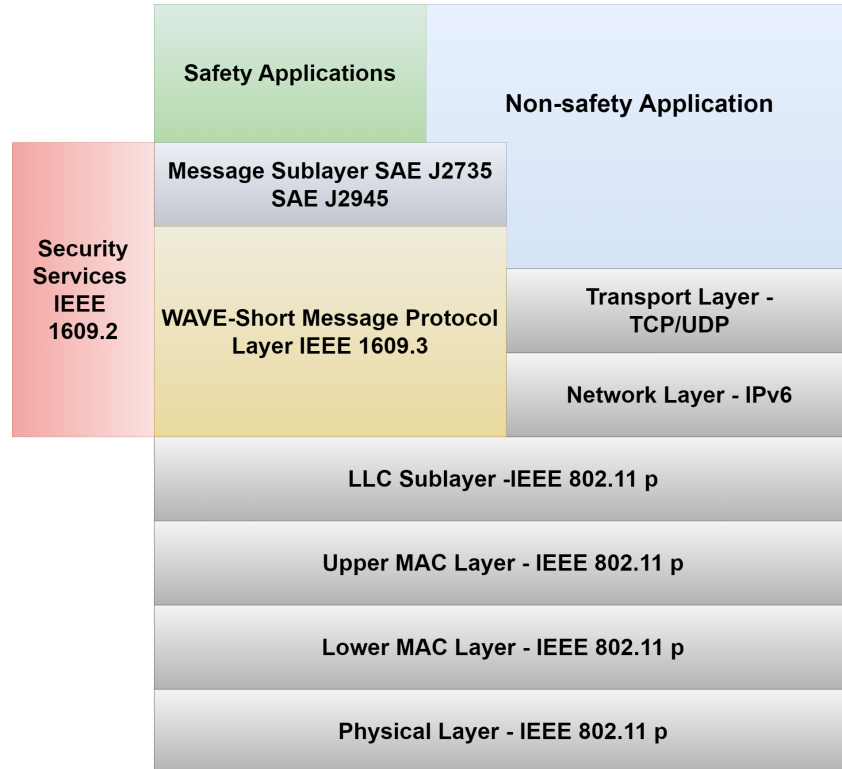 Safety Applications
Non-safety Application
Message Sublayer SAE J2735
SAE J2945
Security
Services
IEEE
1609.2
WAVE-Short Message Protocol
Layer IEEE 1609.3
Transport Layer -
TCP/UDP
Network Layer - IPv6
LLC Sublayer -IEEE 802.11 p
Upper MAC Layer - IEEE 802.11 p
Lower MAC Layer - IEEE 802.11 p
Physical Layer - IEEE 802.11 p